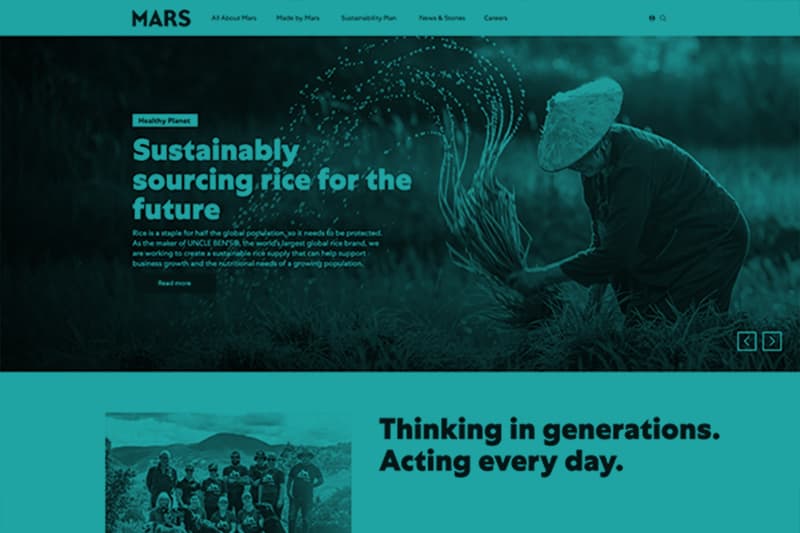 MARS
All About Mars
Made by Mars
Sustainability Plan
News & Stories
Careers
Healthy Planet
Sustainably
sourcing rice for the
future
Rice is a staple for half the global population, so it needs to be protected.
As the maker of UNCLE BEN'S®, the world's largest global rice brand, we
are working to create a sustainable rice supply that can help support
business growth and the nutritional needs of a growing population.
Read more
Thinking in generations.
Acting every day.